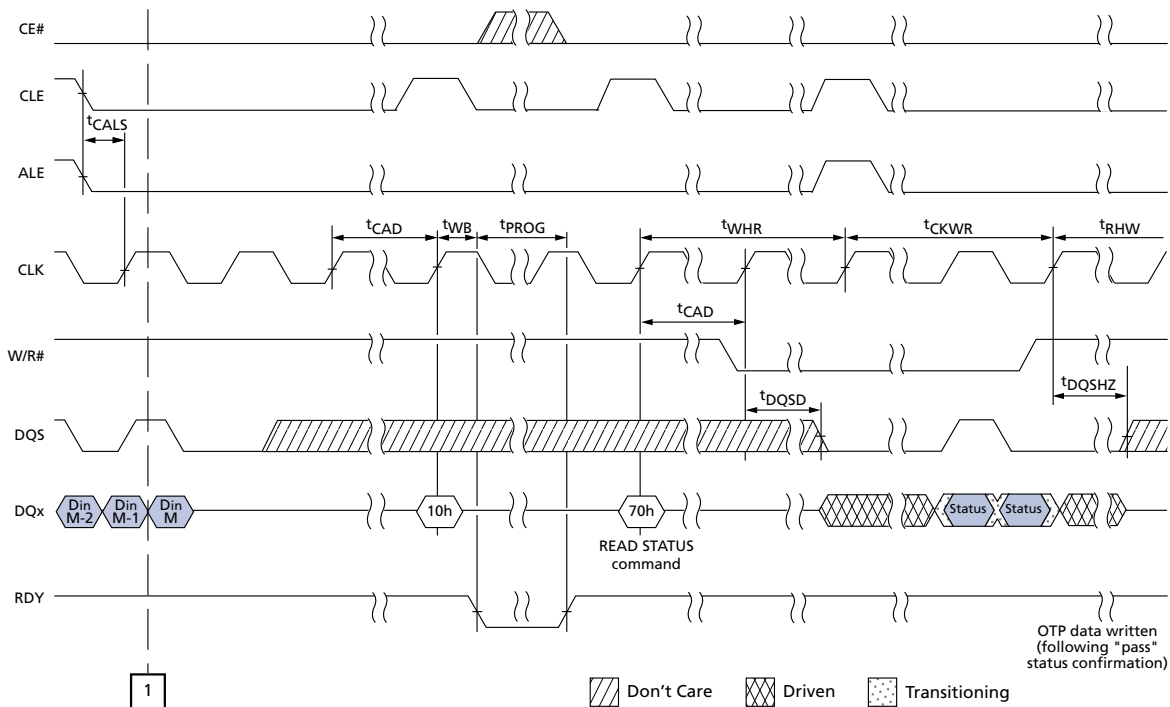 CE#
CLE
tCALS
ALE
tCAD
tWB
tPROG
tWHR
tCKWR
tRHW
CLK
tCAD
W/R#
tDQSD
tDQSHZ
DQS
DQx
Din
M-2
Din
M-1
Din
M
10h
70h
Status
Status
READ STATUS
command
RDY
OTP data written
(following "pass"
status confirmation)
1
Don't Care
Driven
Transitioning